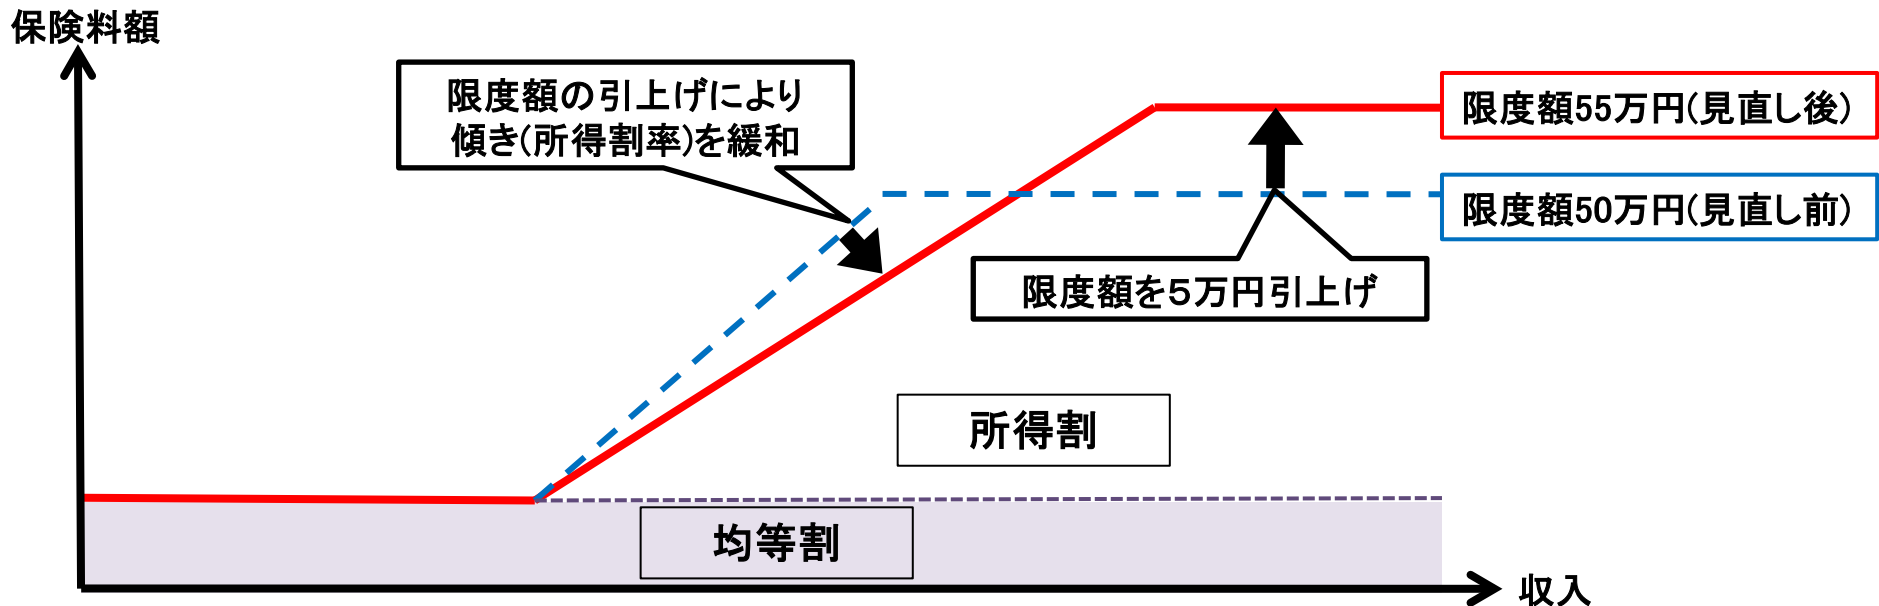 保険料額
限度額の引上げにより
傾き(所得割率)を緩和
限度額55万円(見直し後)
限度額50万円(見直し前)
限度額を５万円引上げ
所得割
均等割
収入